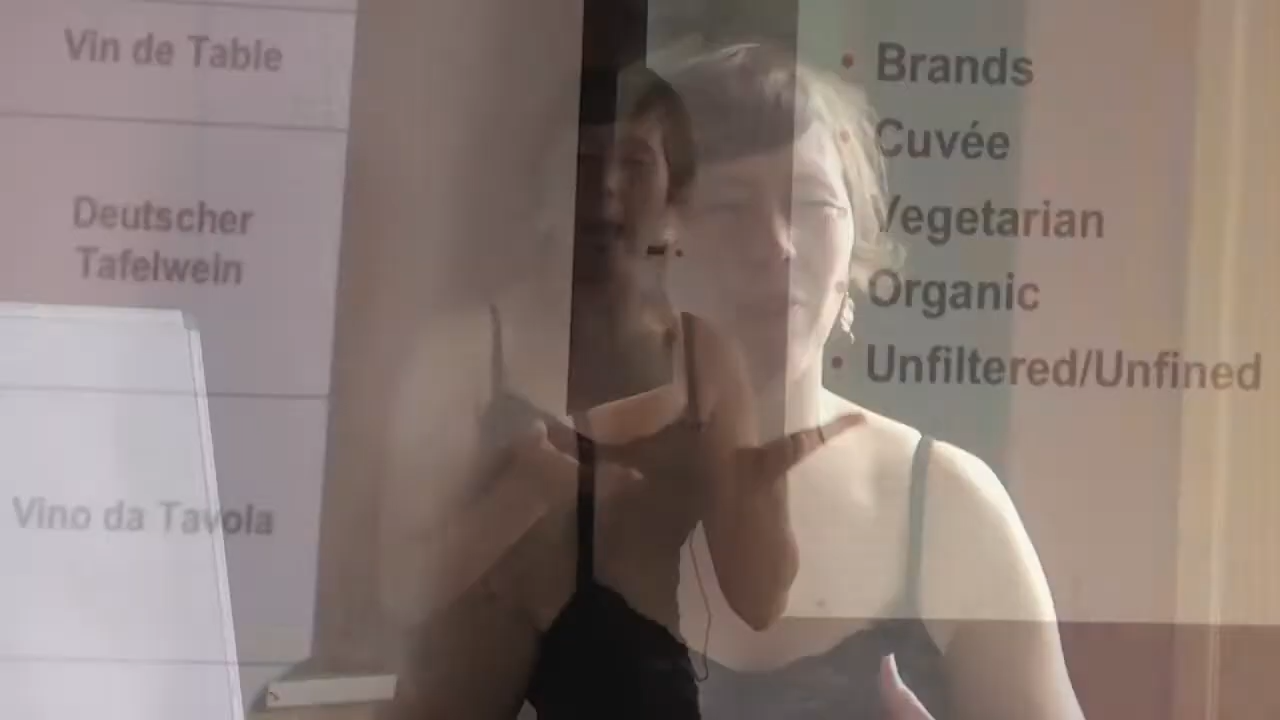 Vin de Table
Deutscher
Tafelwein
Vino da Tavola
• Brands
• Cuvée
• Vegetarian
• Organic
• Unfiltered/Unfined